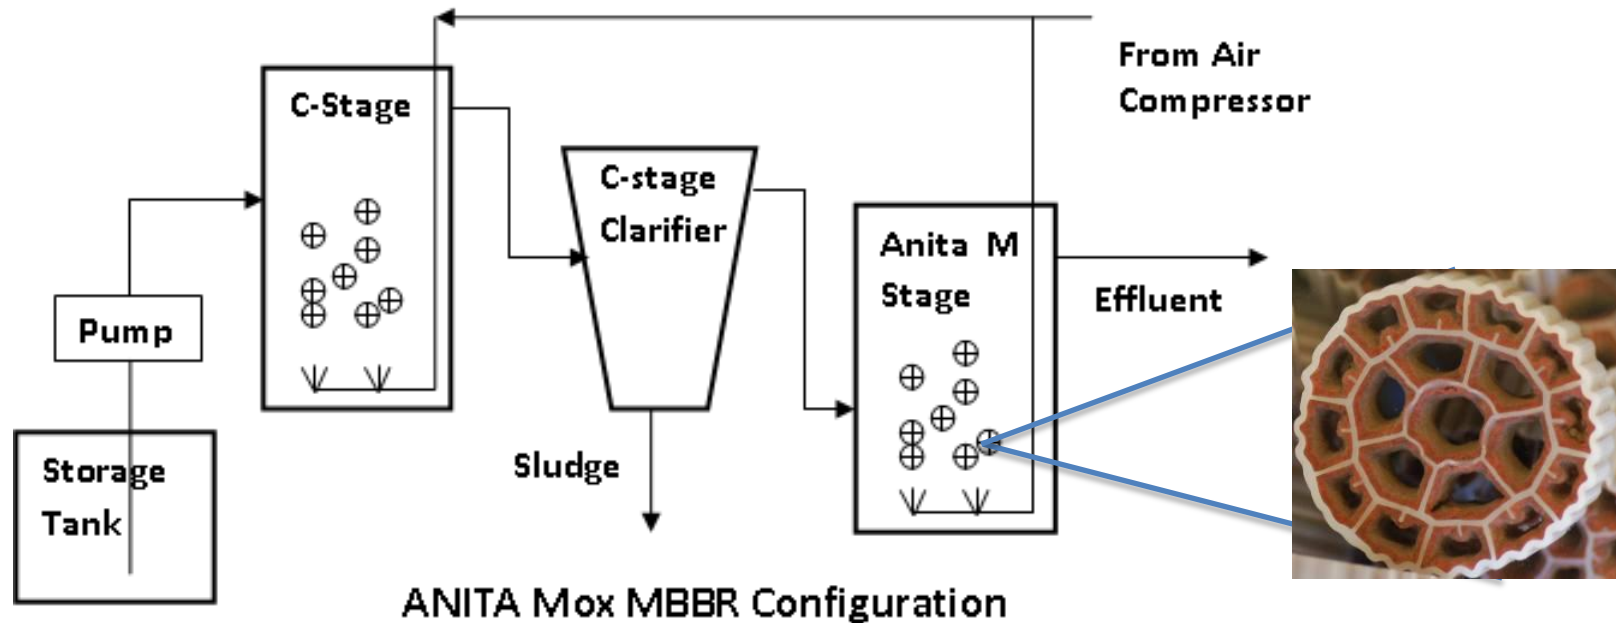 From Air
Compressor
C-Stage
C-stage
Clarifier
Anita M
Stage
Effluent
Pump
Storage
Tank
Sludge
ANITA Mox MBBR Configuration